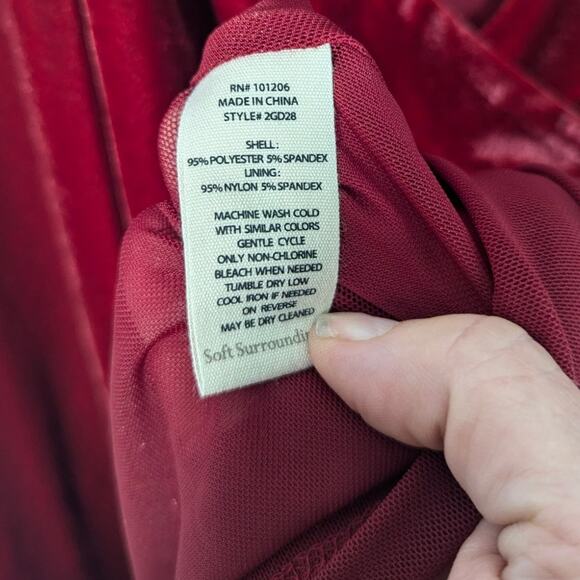 RN# 101206
MADE IN CHINA
STYLE# 2GD28
SHELL:
95% POLYESTER 5% SPANDEX
LINING:
95% NYLON 5% SPANDEX
MACHINE WASH COLD
WITH SIMILAR COLORS
GENTLE CYCLE
ONLY NON-CHLORINE
BLEACH WHEN NEEDED
TUMBLE DRY LOW
COOL IRON IF NEEDED
ON REVERSE
MAY BE DRY CLEANED
Soft